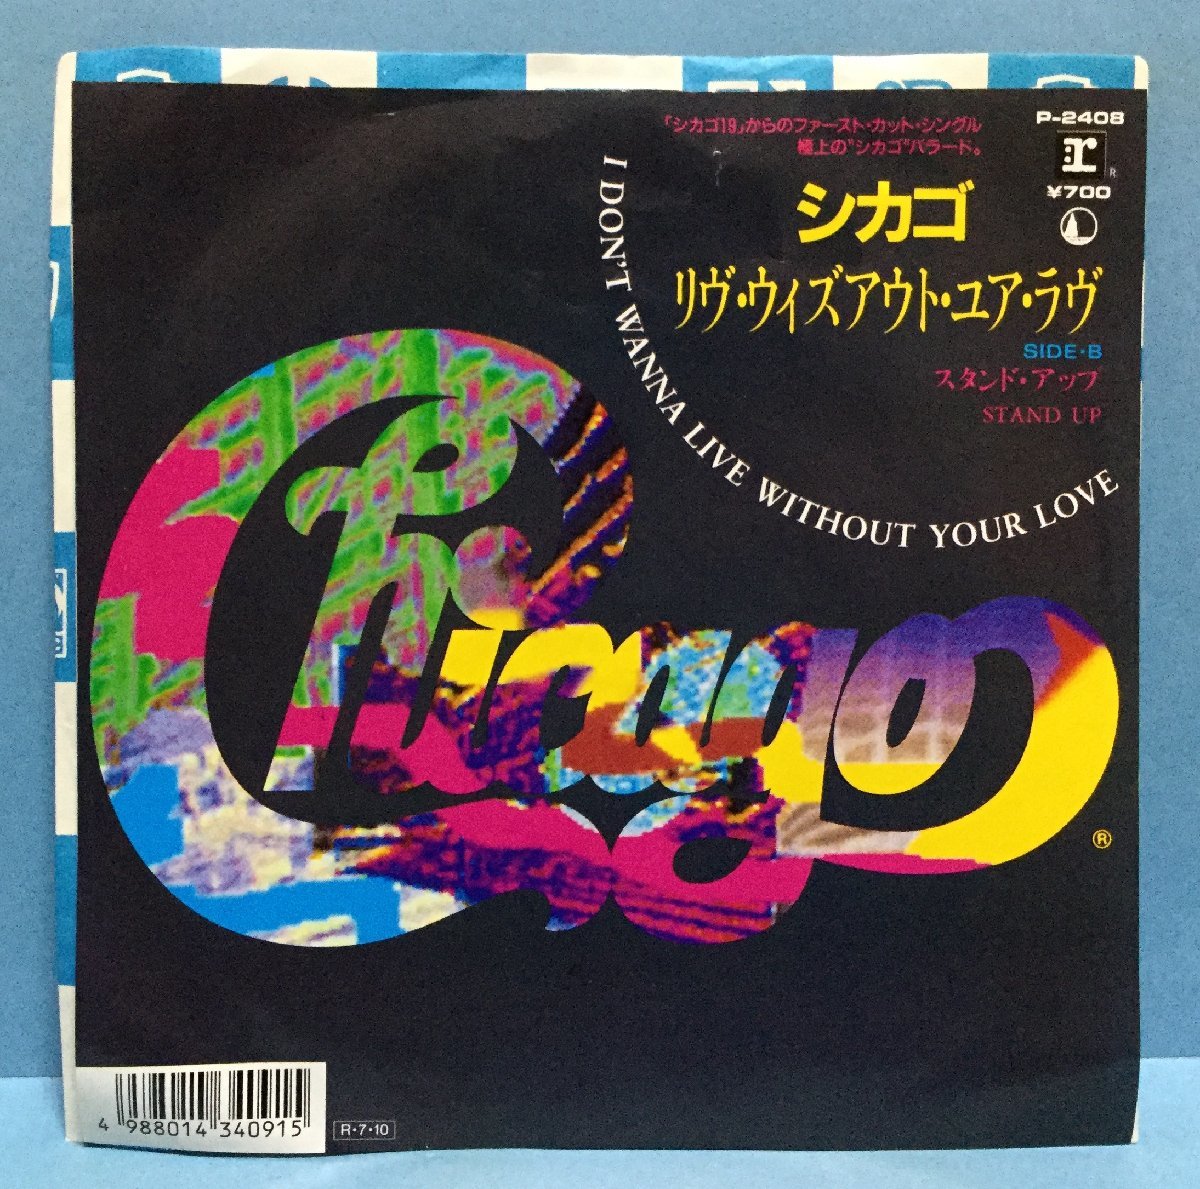 「シカゴ19」からのファースト・カット・シングル
極上の"シカゴ"バラード。
P-2408
r
R
¥700
シカゴ
リヴ・ウィズアウト・ユア・ラヴ
SIDE・B
スタンド・アップ
STAND UP
I DON'T WANNA LIVE WITHOUT YOUR LOVE
Chicago
®
4 988014 340915
R・7・10